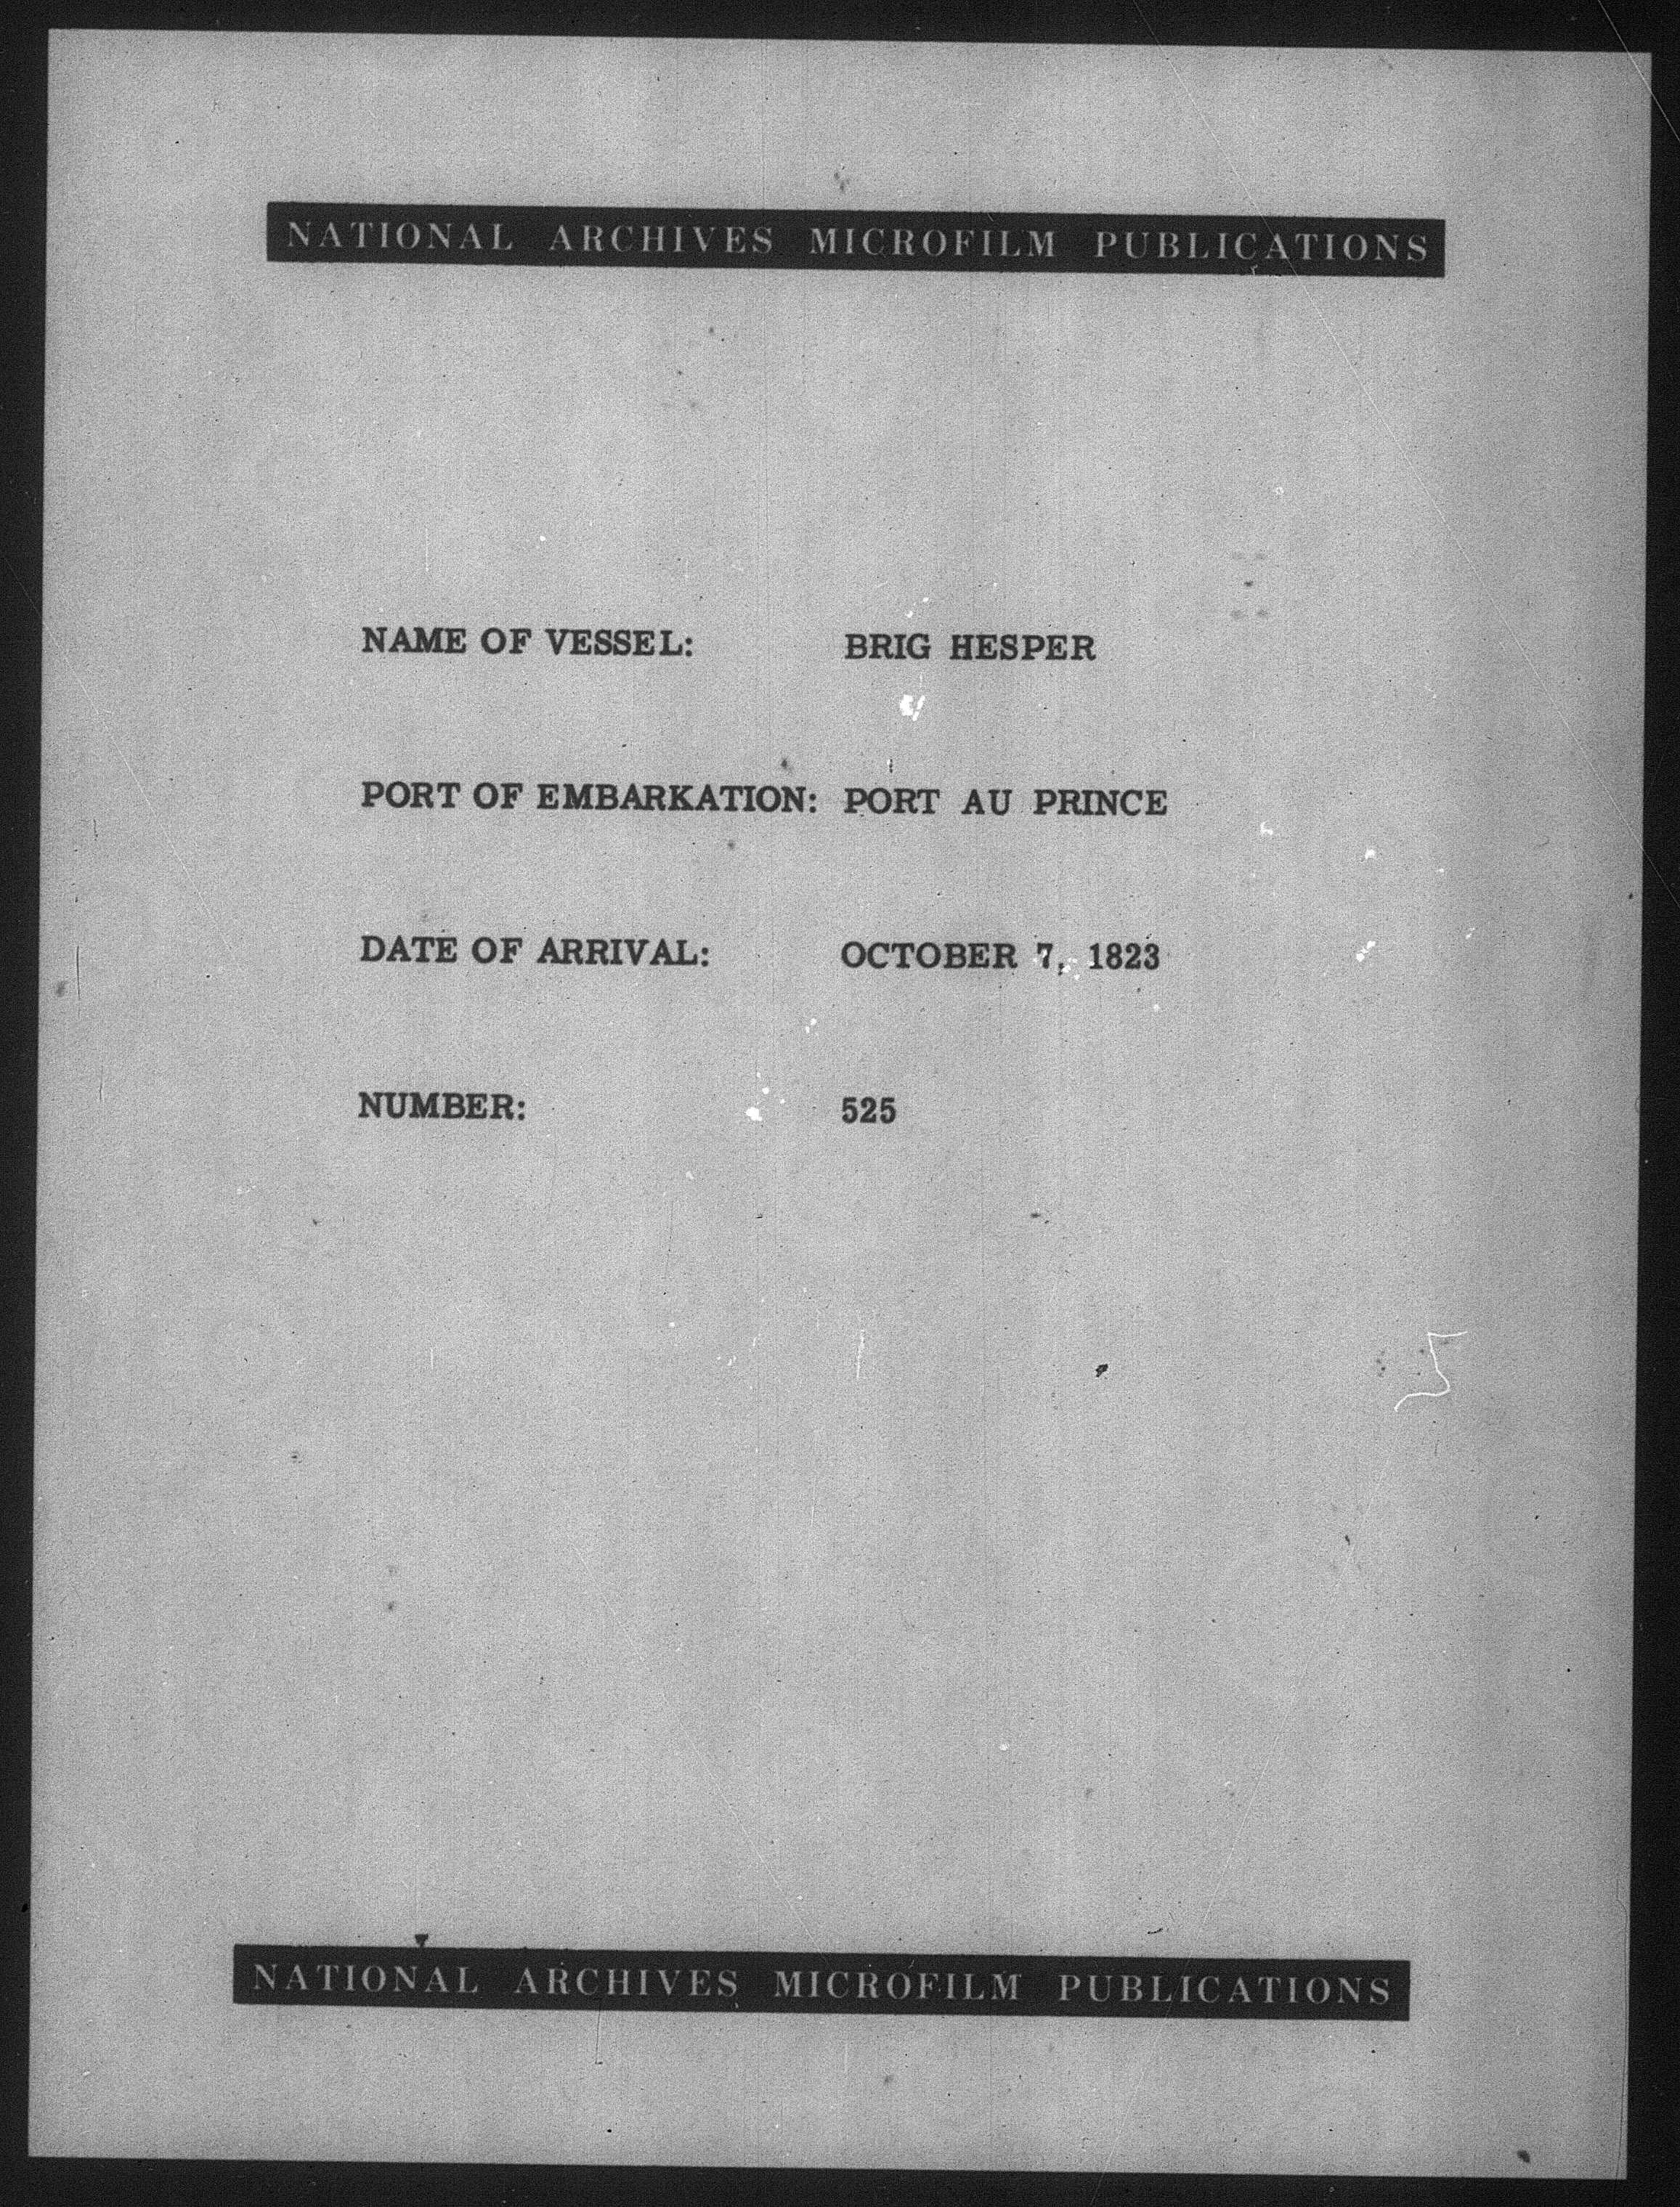 NATIONAL ARCHIVES MICROFILM PUBLICATIONS
NAME OF VESSEL: BRIG HESPER
PORT OF EMBARKATION: PORT AU PRINCE
DATE OF ARRIVAL: OCTOBER 7, 1823
NUMBER: 525
NATIONAL ARCHIVES MICROFILM PUBLICATIONS